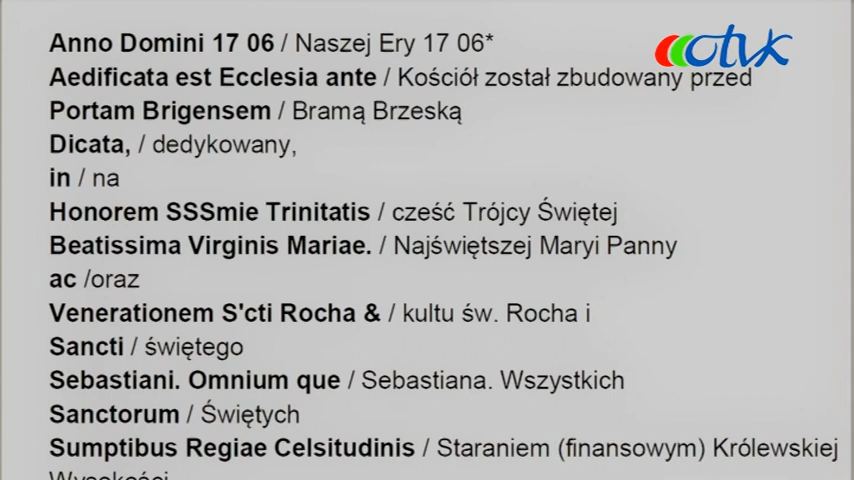 Anno Domini 17 06 / Naszej Ery 17 06*
otvk
Aedificata est Ecclesia ante / Kościół został zbudowany przed
Portam Brigensem / Bramą Brzeską
Dicata, / dedykowany,
in / na
Honorem SSSmie Trinitatis / cześć Trójcy Świętej
Beatissima Virginis Mariae. / Najświętszej Maryi Panny
ac /oraz
Venerationem S'cti Rocha & / kultu św. Rocha i
Sancti / świętego
Sebastiani. Omnium que / Sebastiana. Wszystkich
Sanctorum / Świętych
Sumptibus Regiae Celsitudinis / Staraniem (finansowym) Królewskiej
Wysokości